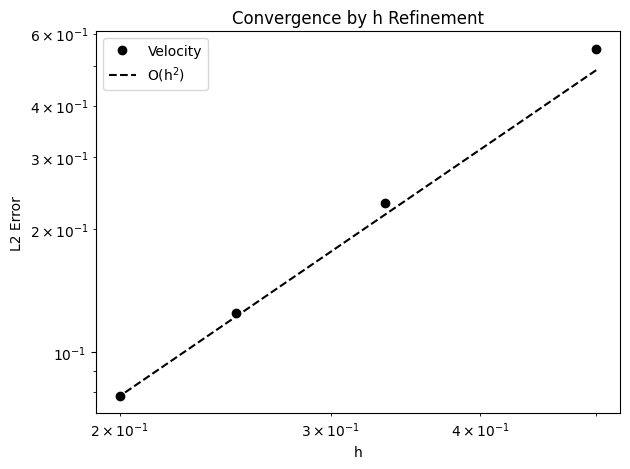 Convergence by h Refinement
Velocity
O(h²)
6 × 10⁻¹
4 × 10⁻¹
3 × 10⁻¹
2 × 10⁻¹
10⁻¹
L2 Error
2 × 10⁻¹ 3 × 10⁻¹ 4 × 10⁻¹
h